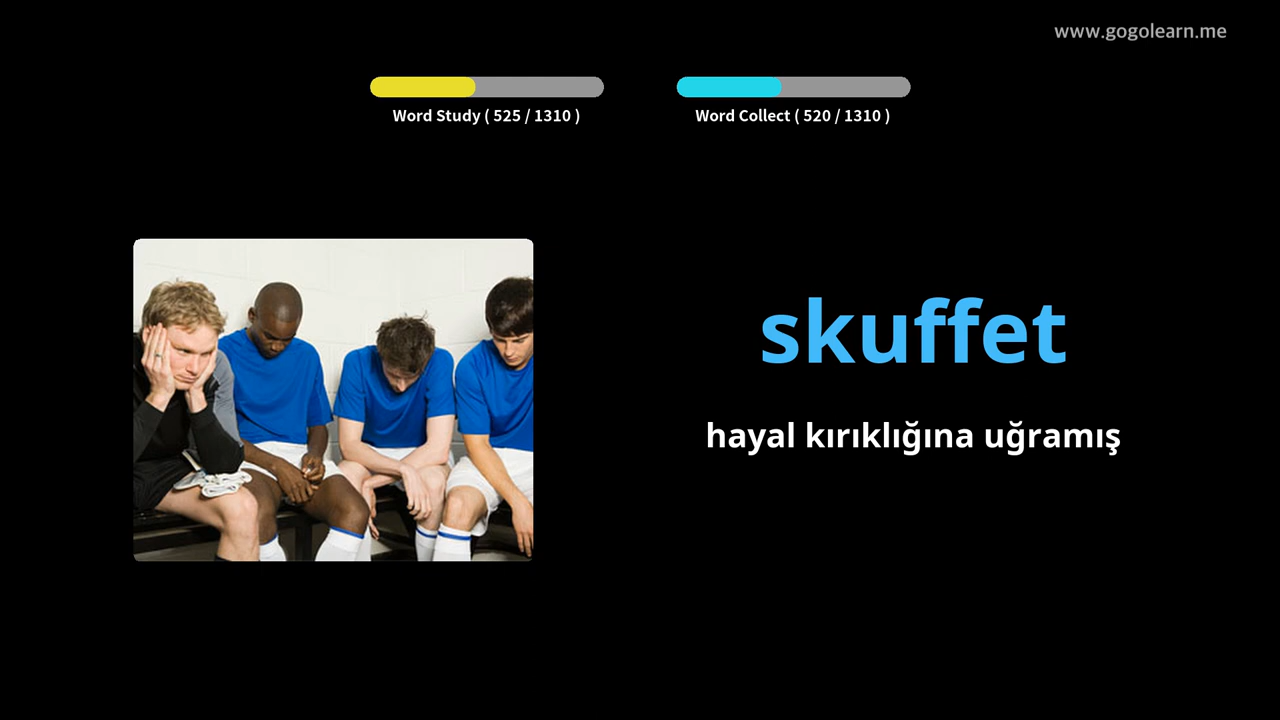 www.gogolearn.me
Word Study ( 525 / 1310 )
Word Collect ( 520 / 1310 )
skuffet
hayal kırıklığına uğramış